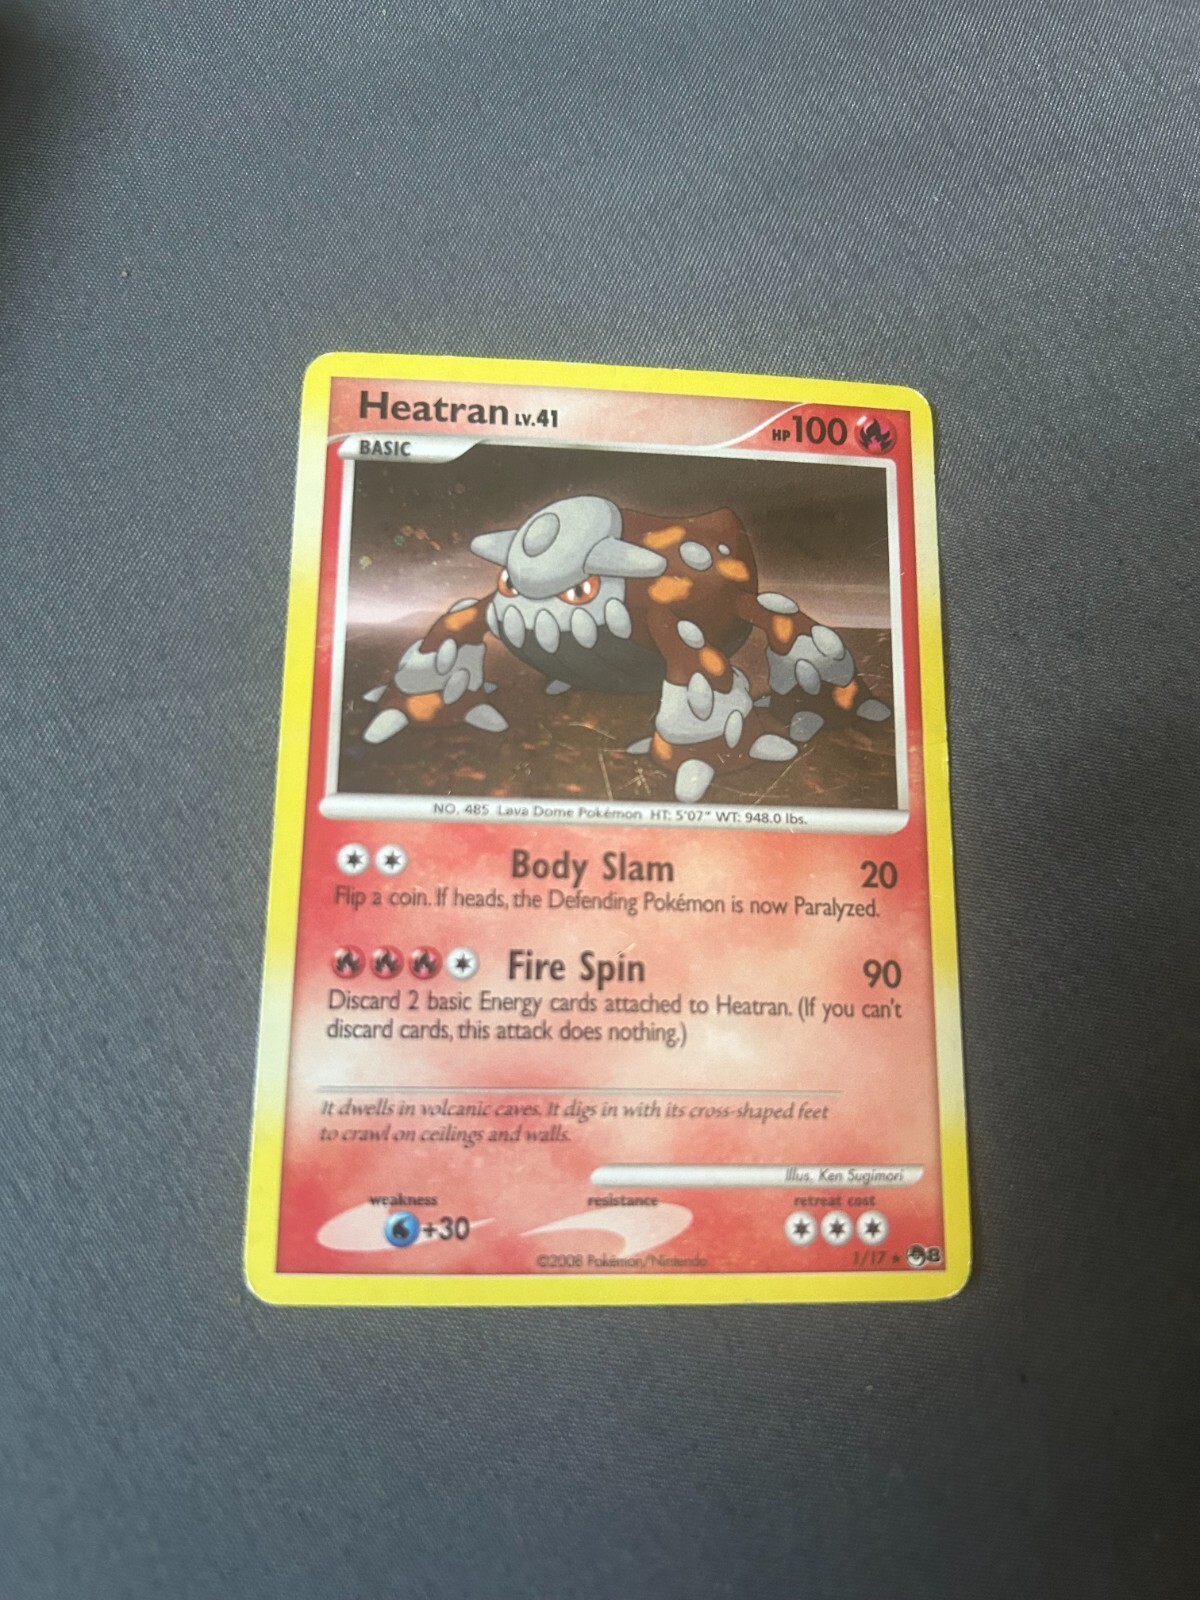 Heatran LV.41
HP 100
BASIC
NO. 485 Lava Dome Pokémon HT: 5'07" WT: 948.0 lbs.
Body Slam 20
Flip a coin. If heads, the Defending Pokémon is now Paralyzed.
Fire Spin 90
Discard 2 basic Energy cards attached to Heatran. (If you can't
discard cards, this attack does nothing.)
It dwells in volcanic caves. It digs in with its cross-shaped feet
to crawl on ceilings and walls.
Illus. Ken Sugimori
weakness resistance retreat cost
+30
©2008 Pokémon/Nintendo 1/17 ★ 8